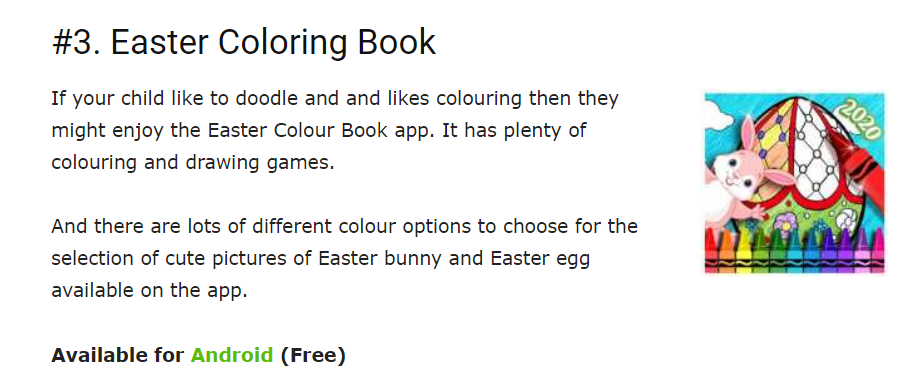 #3. Easter Coloring Book
If your child like to doodle and and likes colouring then they
might enjoy the Easter Colour Book app. It has plenty of
colouring and drawing games.
And there are lots of different colour options to choose for the
selection of cute pictures of Easter bunny and Easter egg
available on the app.
Available for Android (Free)
2020